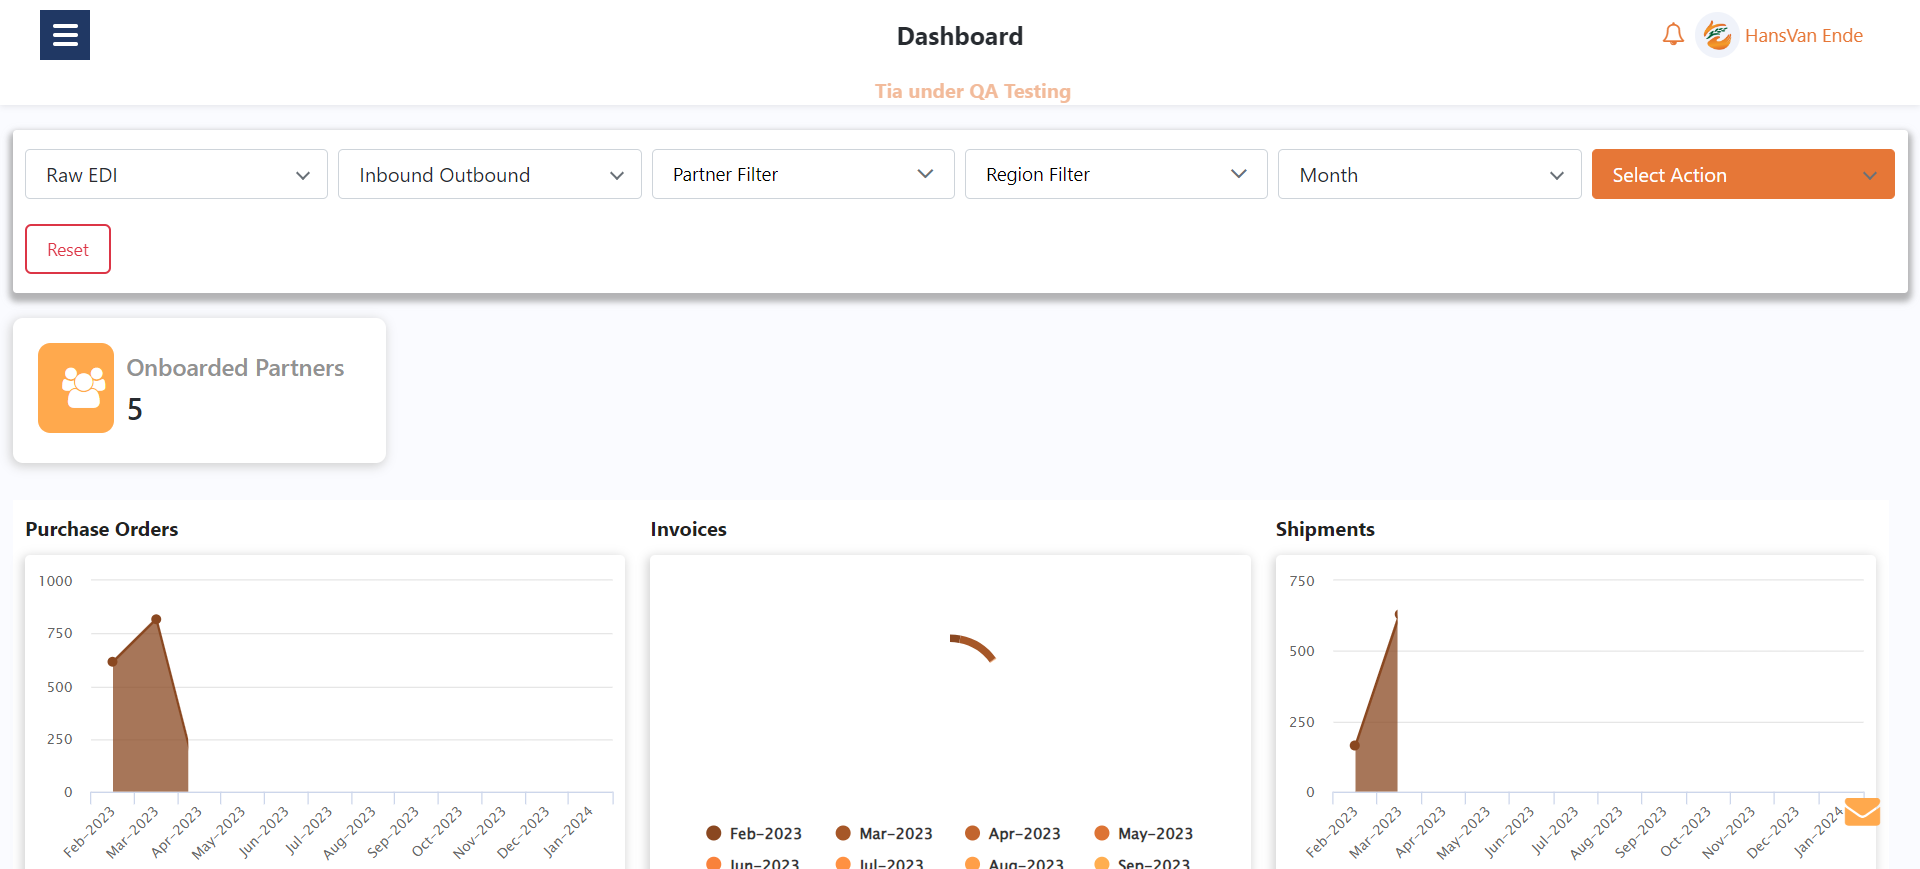 Dashboard
HansVan Ende
Tia under QA Testing
Raw EDI
Inbound Outbound
Partner Filter
Region Filter
Month
Select Action
Reset
Onboarded Partners
5
Purchase Orders
1000
750
500
250
0
Feb-2023
Mar-2023
Apr-2023
May-2023
Jun-2023
Jul-2023
Aug-2023
Sep-2023
Oct-2023
Nov-2023
Dec-2023
Jan-2024
Invoices
Feb-2023
Mar-2023
Apr-2023
May-2023
Jun-2023
Jul-2023
Aug-2023
Sep-2023
Shipments
750
500
250
0
Feb-2023
Mar-2023
Apr-2023
May-2023
Jun-2023
Jul-2023
Aug-2023
Sep-2023
Oct-2023
Nov-2023
Dec-2023
Jan-2024